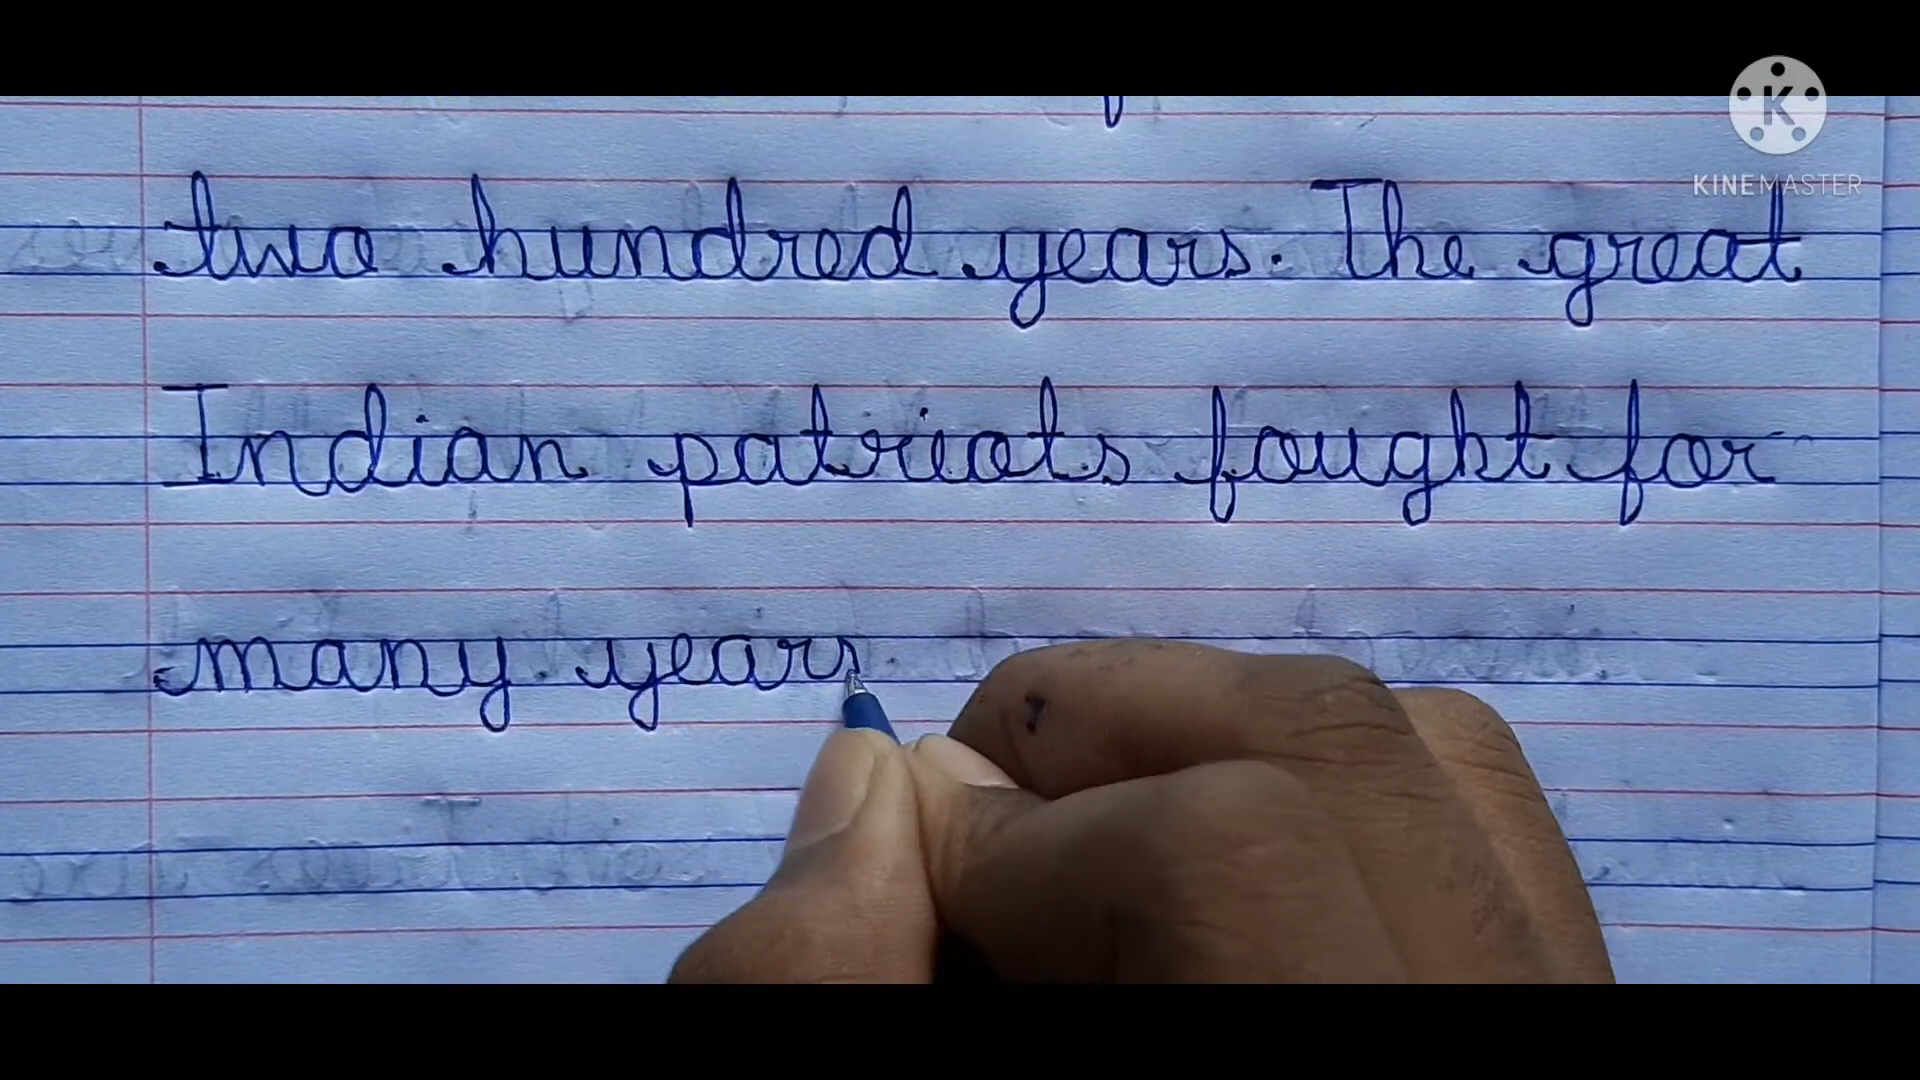 KINEMASTER
two hundred years. The great
Indian patriots fought for
many years